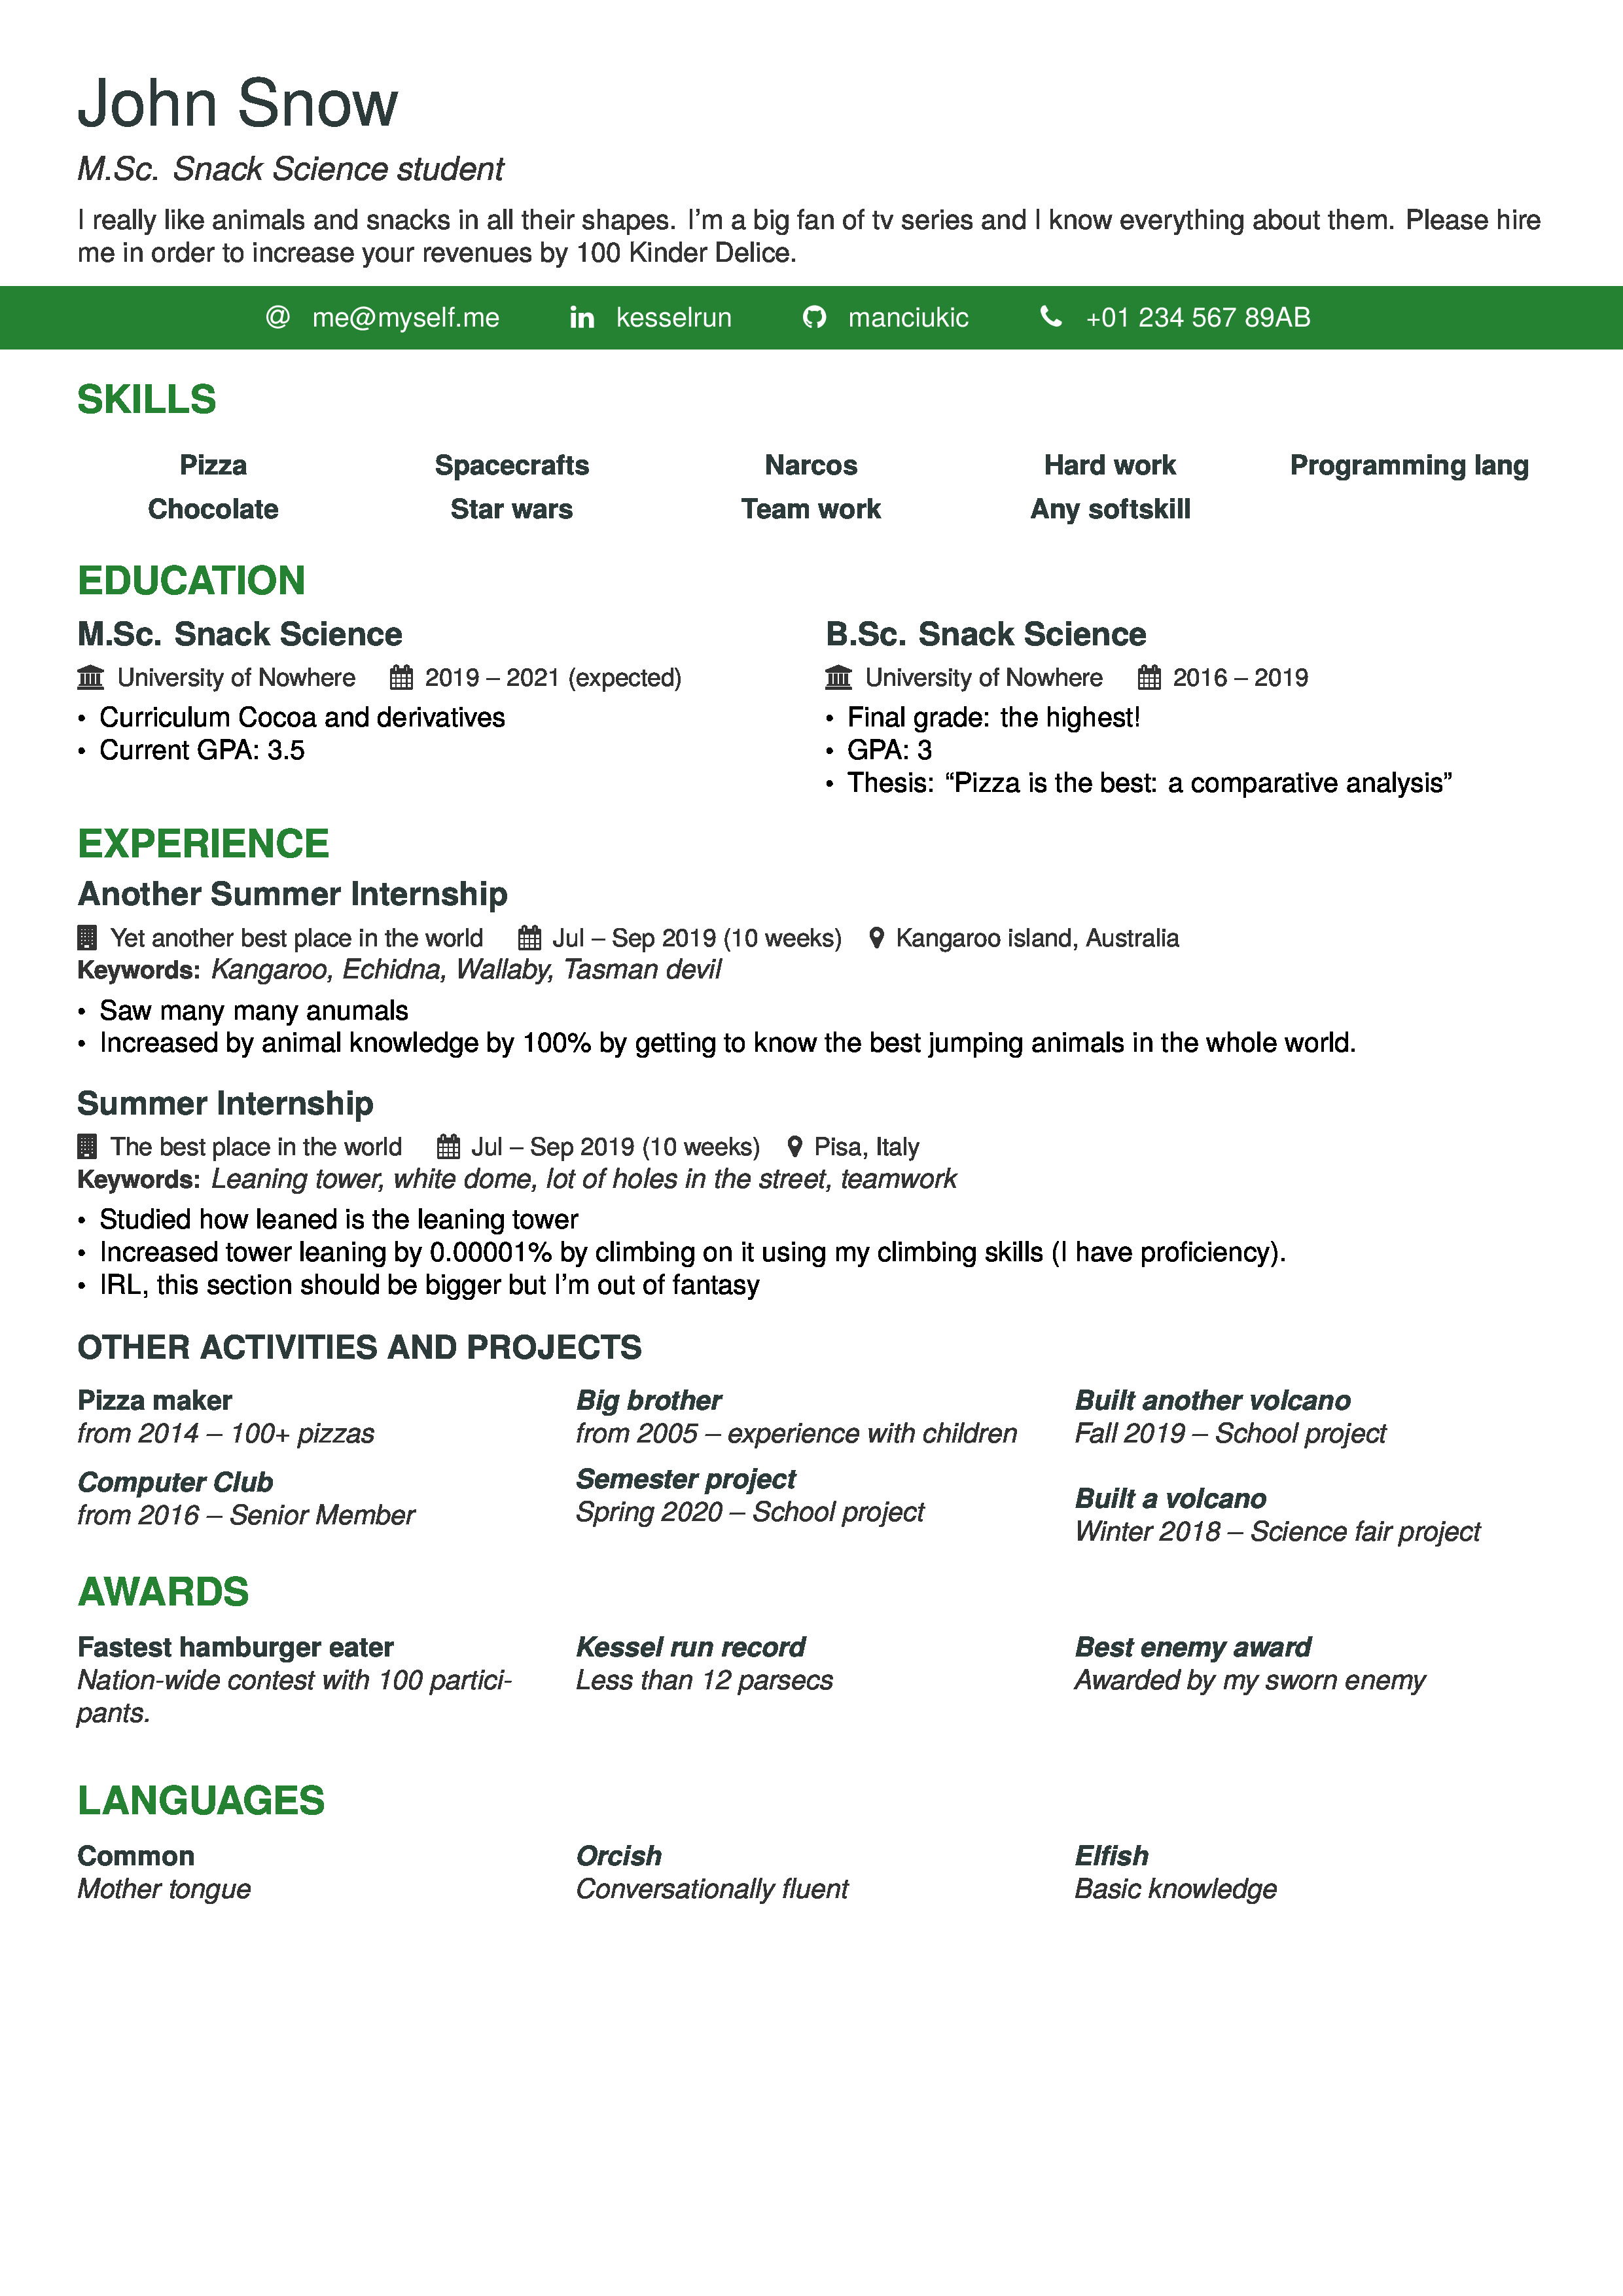 John Snow
M.Sc. Snack Science student
I really like animals and snacks in all their shapes. I'm a big fan of tv series and I know everything about them. Please hire
me in order to increase your revenues by 100 Kinder Delice.
@ me@myself.me in kesselrun manciukic +01 234 567 89AB
SKILLS
Pizza Spacecrafts Narcos Hard work Programming lang
Chocolate Star wars Team work Any softskill
EDUCATION
M.Sc. Snack Science
University of Nowhere 2019 – 2021 (expected)
• Curriculum Cocoa and derivatives
• Current GPA: 3.5
B.Sc. Snack Science
University of Nowhere 2016 – 2019
• Final grade: the highest!
• GPA: 3
• Thesis: “Pizza is the best: a comparative analysis”
EXPERIENCE
Another Summer Internship
Yet another best place in the world Jul – Sep 2019 (10 weeks) Kangaroo island, Australia
Keywords: Kangaroo, Echidna, Wallaby, Tasman devil
• Saw many many anumals
• Increased by animal knowledge by 100% by getting to know the best jumping animals in the whole world.
Summer Internship
The best place in the world Jul – Sep 2019 (10 weeks) Pisa, Italy
Keywords: Leaning tower, white dome, lot of holes in the street, teamwork
• Studied how leaned is the leaning tower
• Increased tower leaning by 0.00001% by climbing on it using my climbing skills (I have proficiency).
• IRL, this section should be bigger but I'm out of fantasy
OTHER ACTIVITIES AND PROJECTS
Pizza maker
from 2014 – 100+ pizzas
Computer Club
from 2016 – Senior Member
Big brother
from 2005 – experience with children
Semester project
Spring 2020 – School project
Built another volcano
Fall 2019 – School project
Built a volcano
Winter 2018 – Science fair project
AWARDS
Fastest hamburger eater
Nation-wide contest with 100 partici-
pants.
Kessel run record
Less than 12 parsecs
Best enemy award
Awarded by my sworn enemy
LANGUAGES
Common
Mother tongue
Orcish
Conversationally fluent
Elfish
Basic knowledge